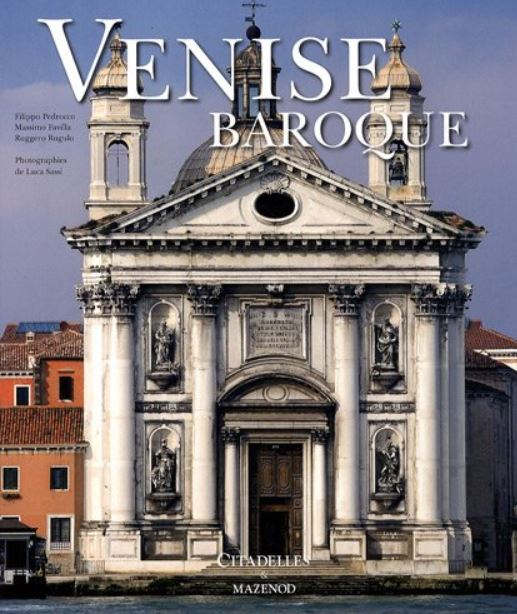 VENISE
BAROQUE
Filippo Pedrocco
Massimo Favilla
Ruggero Rugolo
Photographies
de Luca Sassi
CITADELLES
&
MAZENOD